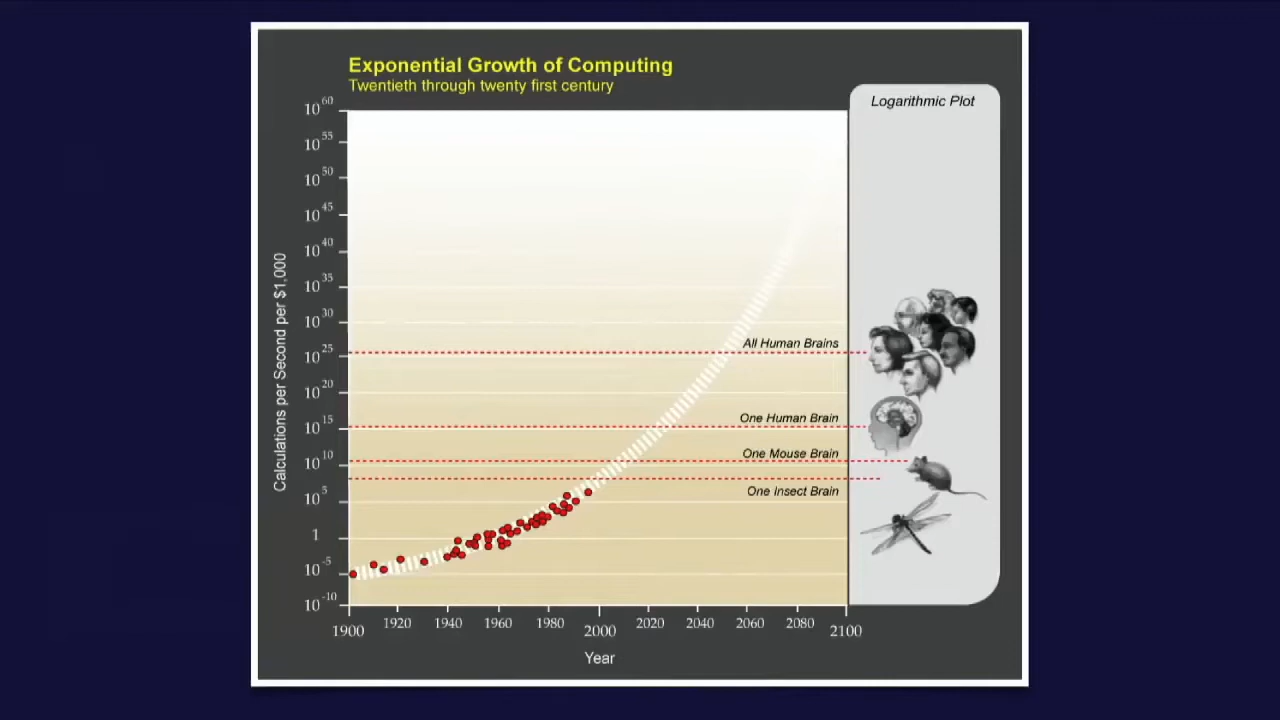 Exponential Growth of Computing
Twentieth through twenty first century
Logarithmic Plot
10^60
10^55
10^50
10^45
10^40
10^35
10^30
10^25
10^20
10^15
10^10
10^5
1
10^-5
10^-10
Calculations per Second per $1,000
All Human Brains
One Human Brain
One Mouse Brain
One Insect Brain
1900 1920 1940 1960 1980 2000 2020 2040 2060 2080 2100
Year